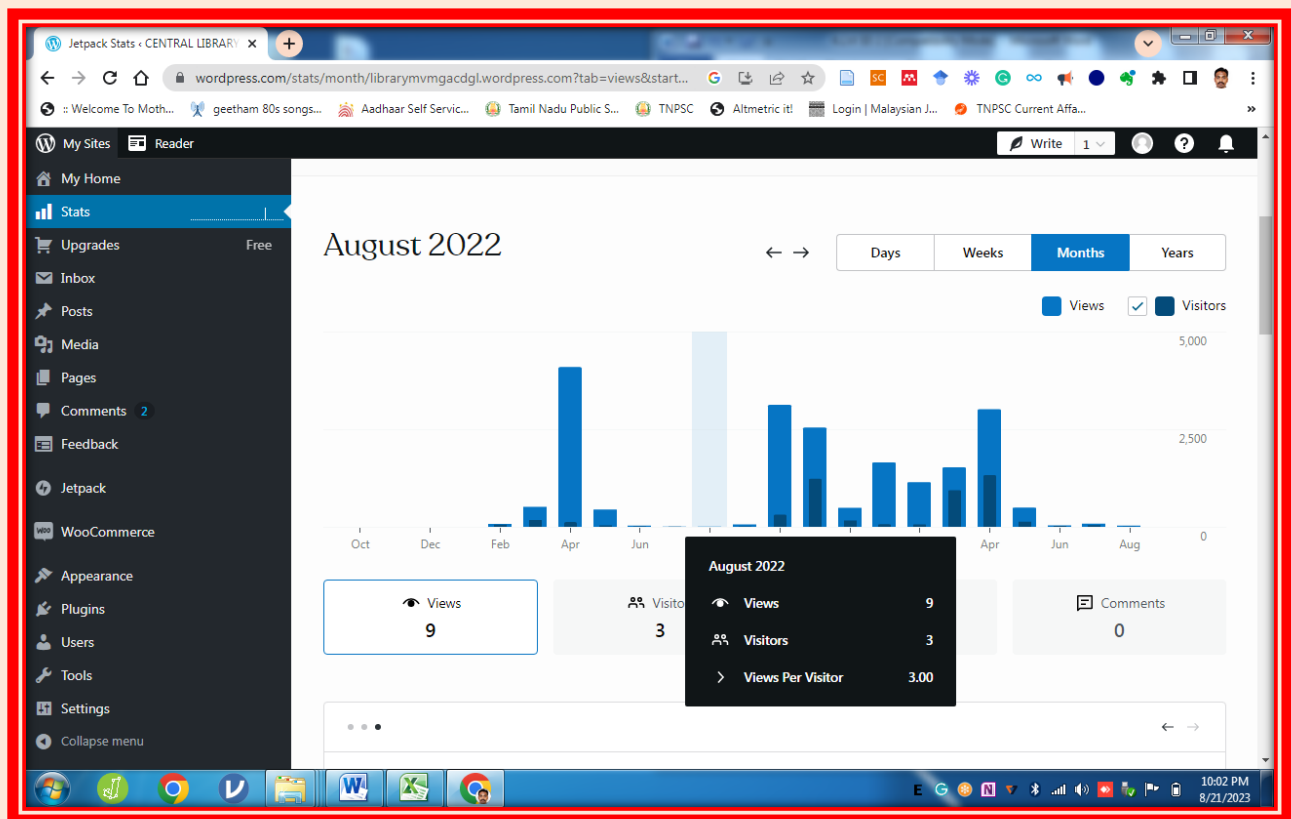 Jetpack Stats ‹ CENTRAL LIBRARY
wordpress.com/stats/month/librarymvmgacdgl.wordpress.com?tab=views&start...
:: Welcome To Moth... geetham 80s songs... Aadhaar Self Servic... Tamil Nadu Public S... TNPSC Altmetric it! Login | Malaysian J... TNPSC Current Affa... »
My Sites Reader Write 1
My Home
Stats
Upgrades Free
Inbox
Posts
Media
Pages
Comments 2
Feedback
Jetpack
WooCommerce
Appearance
Plugins
Users
Tools
Settings
Collapse menu
August 2022
Days Weeks Months Years
Views Visitors
5,000
2,500
0
Oct Dec Feb Apr Jun Apr Jun Aug
Views
9
Visito
3
Comments
0
August 2022
Views 9
Visitors 3
Views Per Visitor 3.00
10:02 PM
8/21/2023